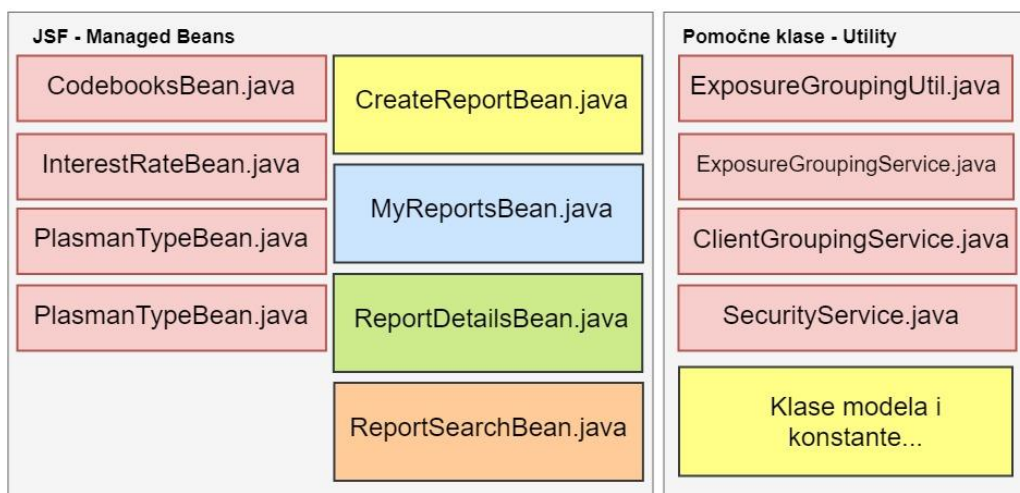 JSF - Managed Beans
CodebooksBean.java
InterestRateBean.java
PlasmanTypeBean.java
PlasmanTypeBean.java
CreateReportBean.java
MyReportsBean.java
ReportDetailsBean.java
ReportSearchBean.java
Pomočne klase - Utility
ExposureGroupingUtil.java
ExposureGroupingService.java
ClientGroupingService.java
SecurityService.java
Klase modela i
konstante...